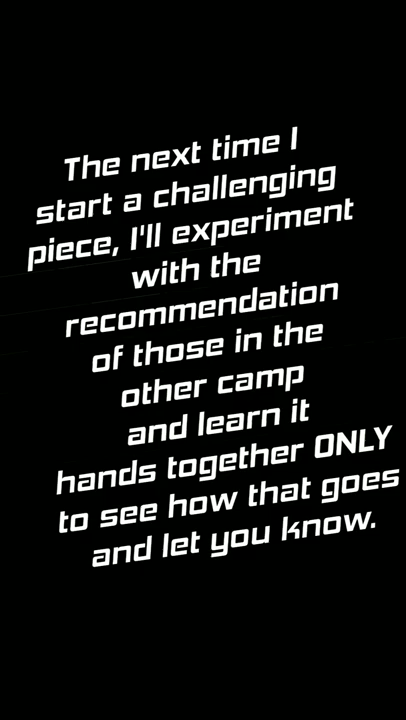 The next time I
start a challenging
piece, I'll experiment
with the
recommendation
of those in the
other camp
and learn it
hands together ONLY
to see how that goes
and let you know.